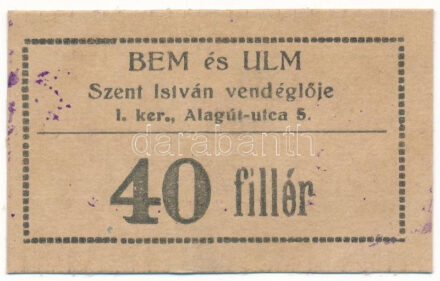 BEM és ULM
Szent István vendéglője
I. ker., Alagút-utca 5.
darabanth
40 fillér